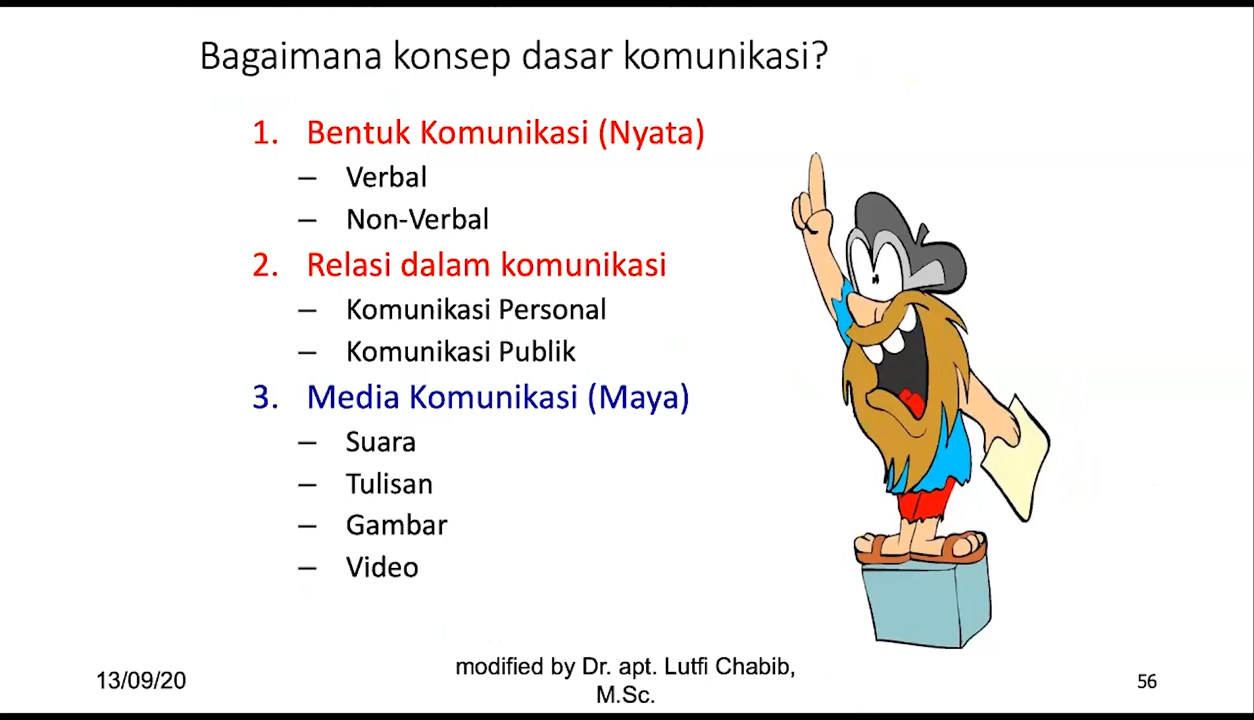 Bagaimana konsep dasar komunikasi?
1. Bentuk Komunikasi (Nyata)
– Verbal
– Non-Verbal
2. Relasi dalam komunikasi
– Komunikasi Personal
– Komunikasi Publik
3. Media Komunikasi (Maya)
– Suara
– Tulisan
– Gambar
– Video
13/09/20
modified by Dr. apt. Lutfi Chabib,
M.Sc.
56